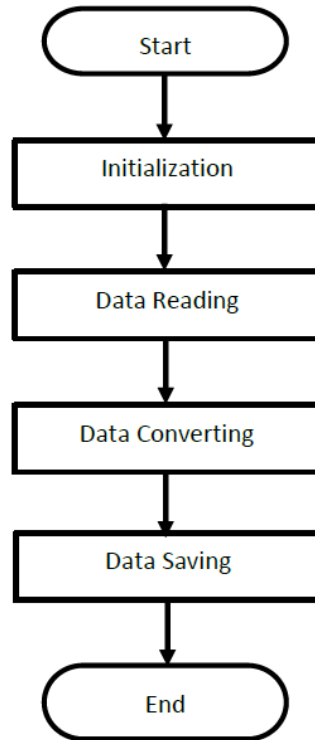 Start
Initialization
Data Reading
Data Converting
Data Saving
End